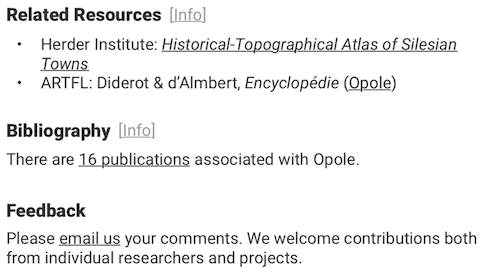 Related Resources [Info]
• Herder Institute: Historical-Topographical Atlas of Silesian
Towns
• ARTFL: Diderot & d’Almbert, Encyclopédie (Opole)
Bibliography [Info]
There are 16 publications associated with Opole.
Feedback
Please email us your comments. We welcome contributions both
from individual researchers and projects.